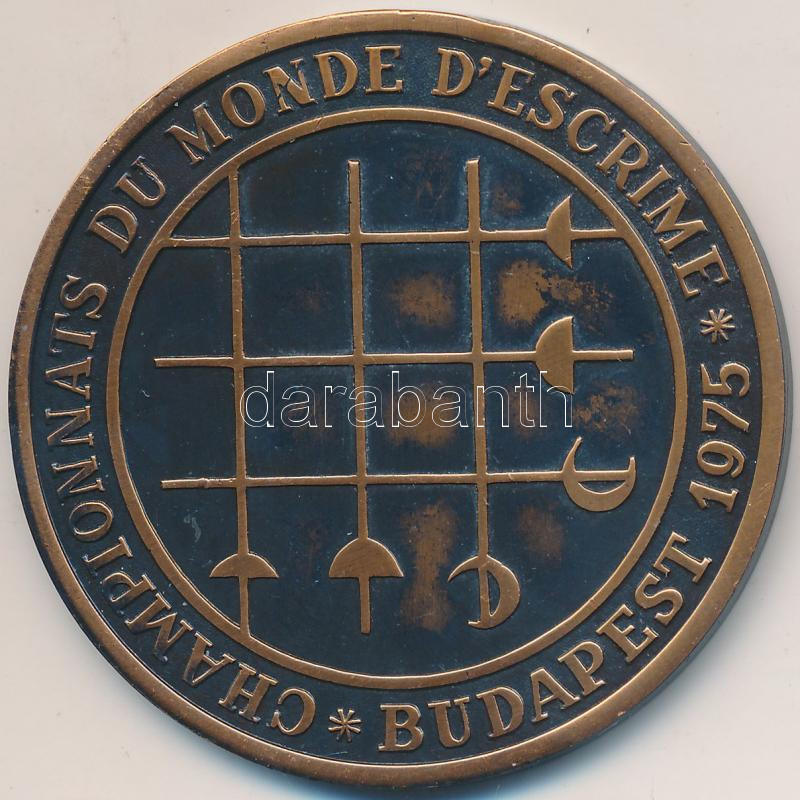 CHAMPIONNATS DU MONDE D'ESCRIME * BUDAPEST 1975 *
darabanth